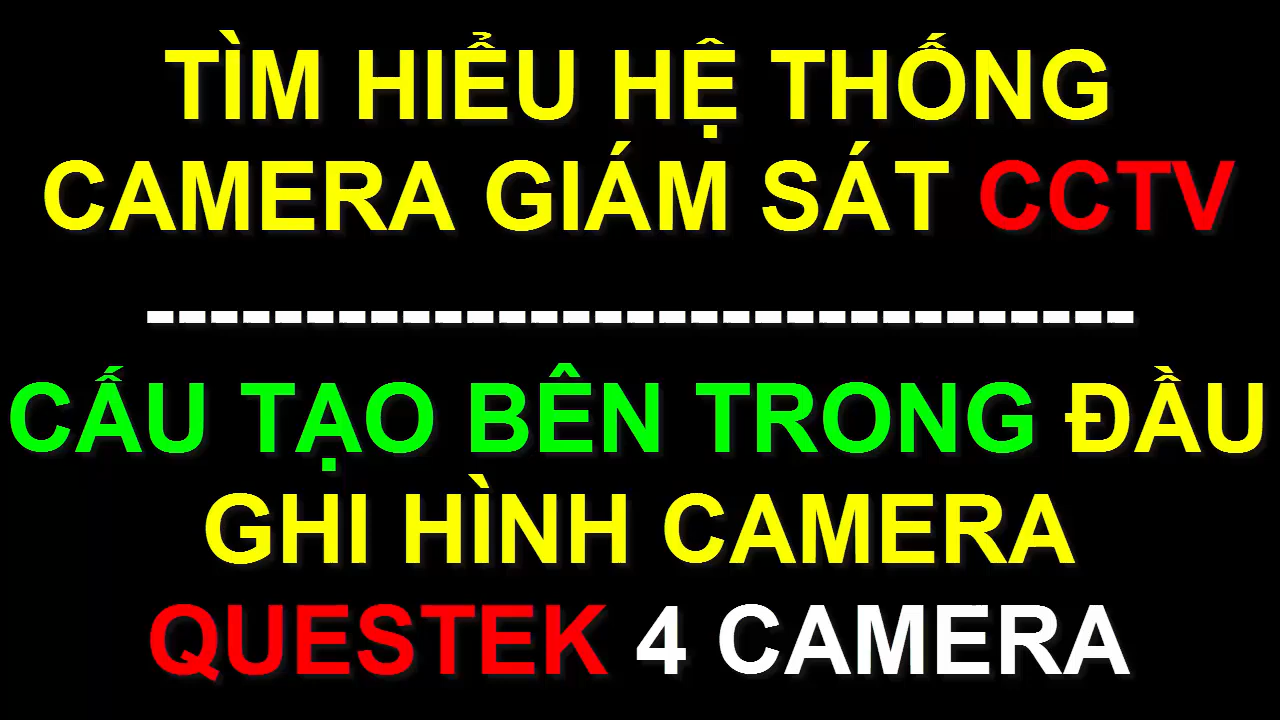 TÌM HIỂU HỆ THỐNG
CAMERA GIÁM SÁT CCTV
-------------------------------
CẤU TẠO BÊN TRONG ĐẦU
GHI HÌNH CAMERA
QUESTEK 4 CAMERA